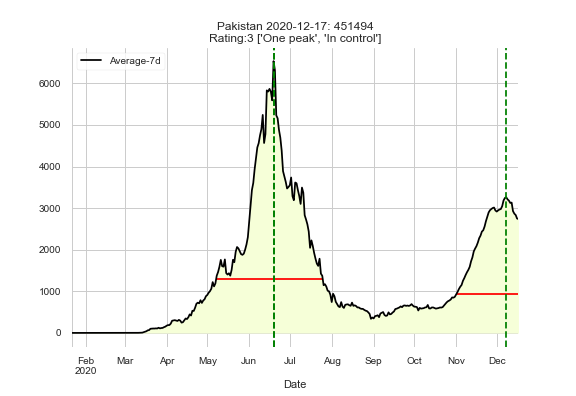 Pakistan 2020-12-17: 451494
Rating:3 ['One peak', 'In control']
Average-7d
6000
5000
4000
3000
2000
1000
0
Feb Mar Apr May Jun Jul Aug Sep Oct Nov Dec
2020
Date